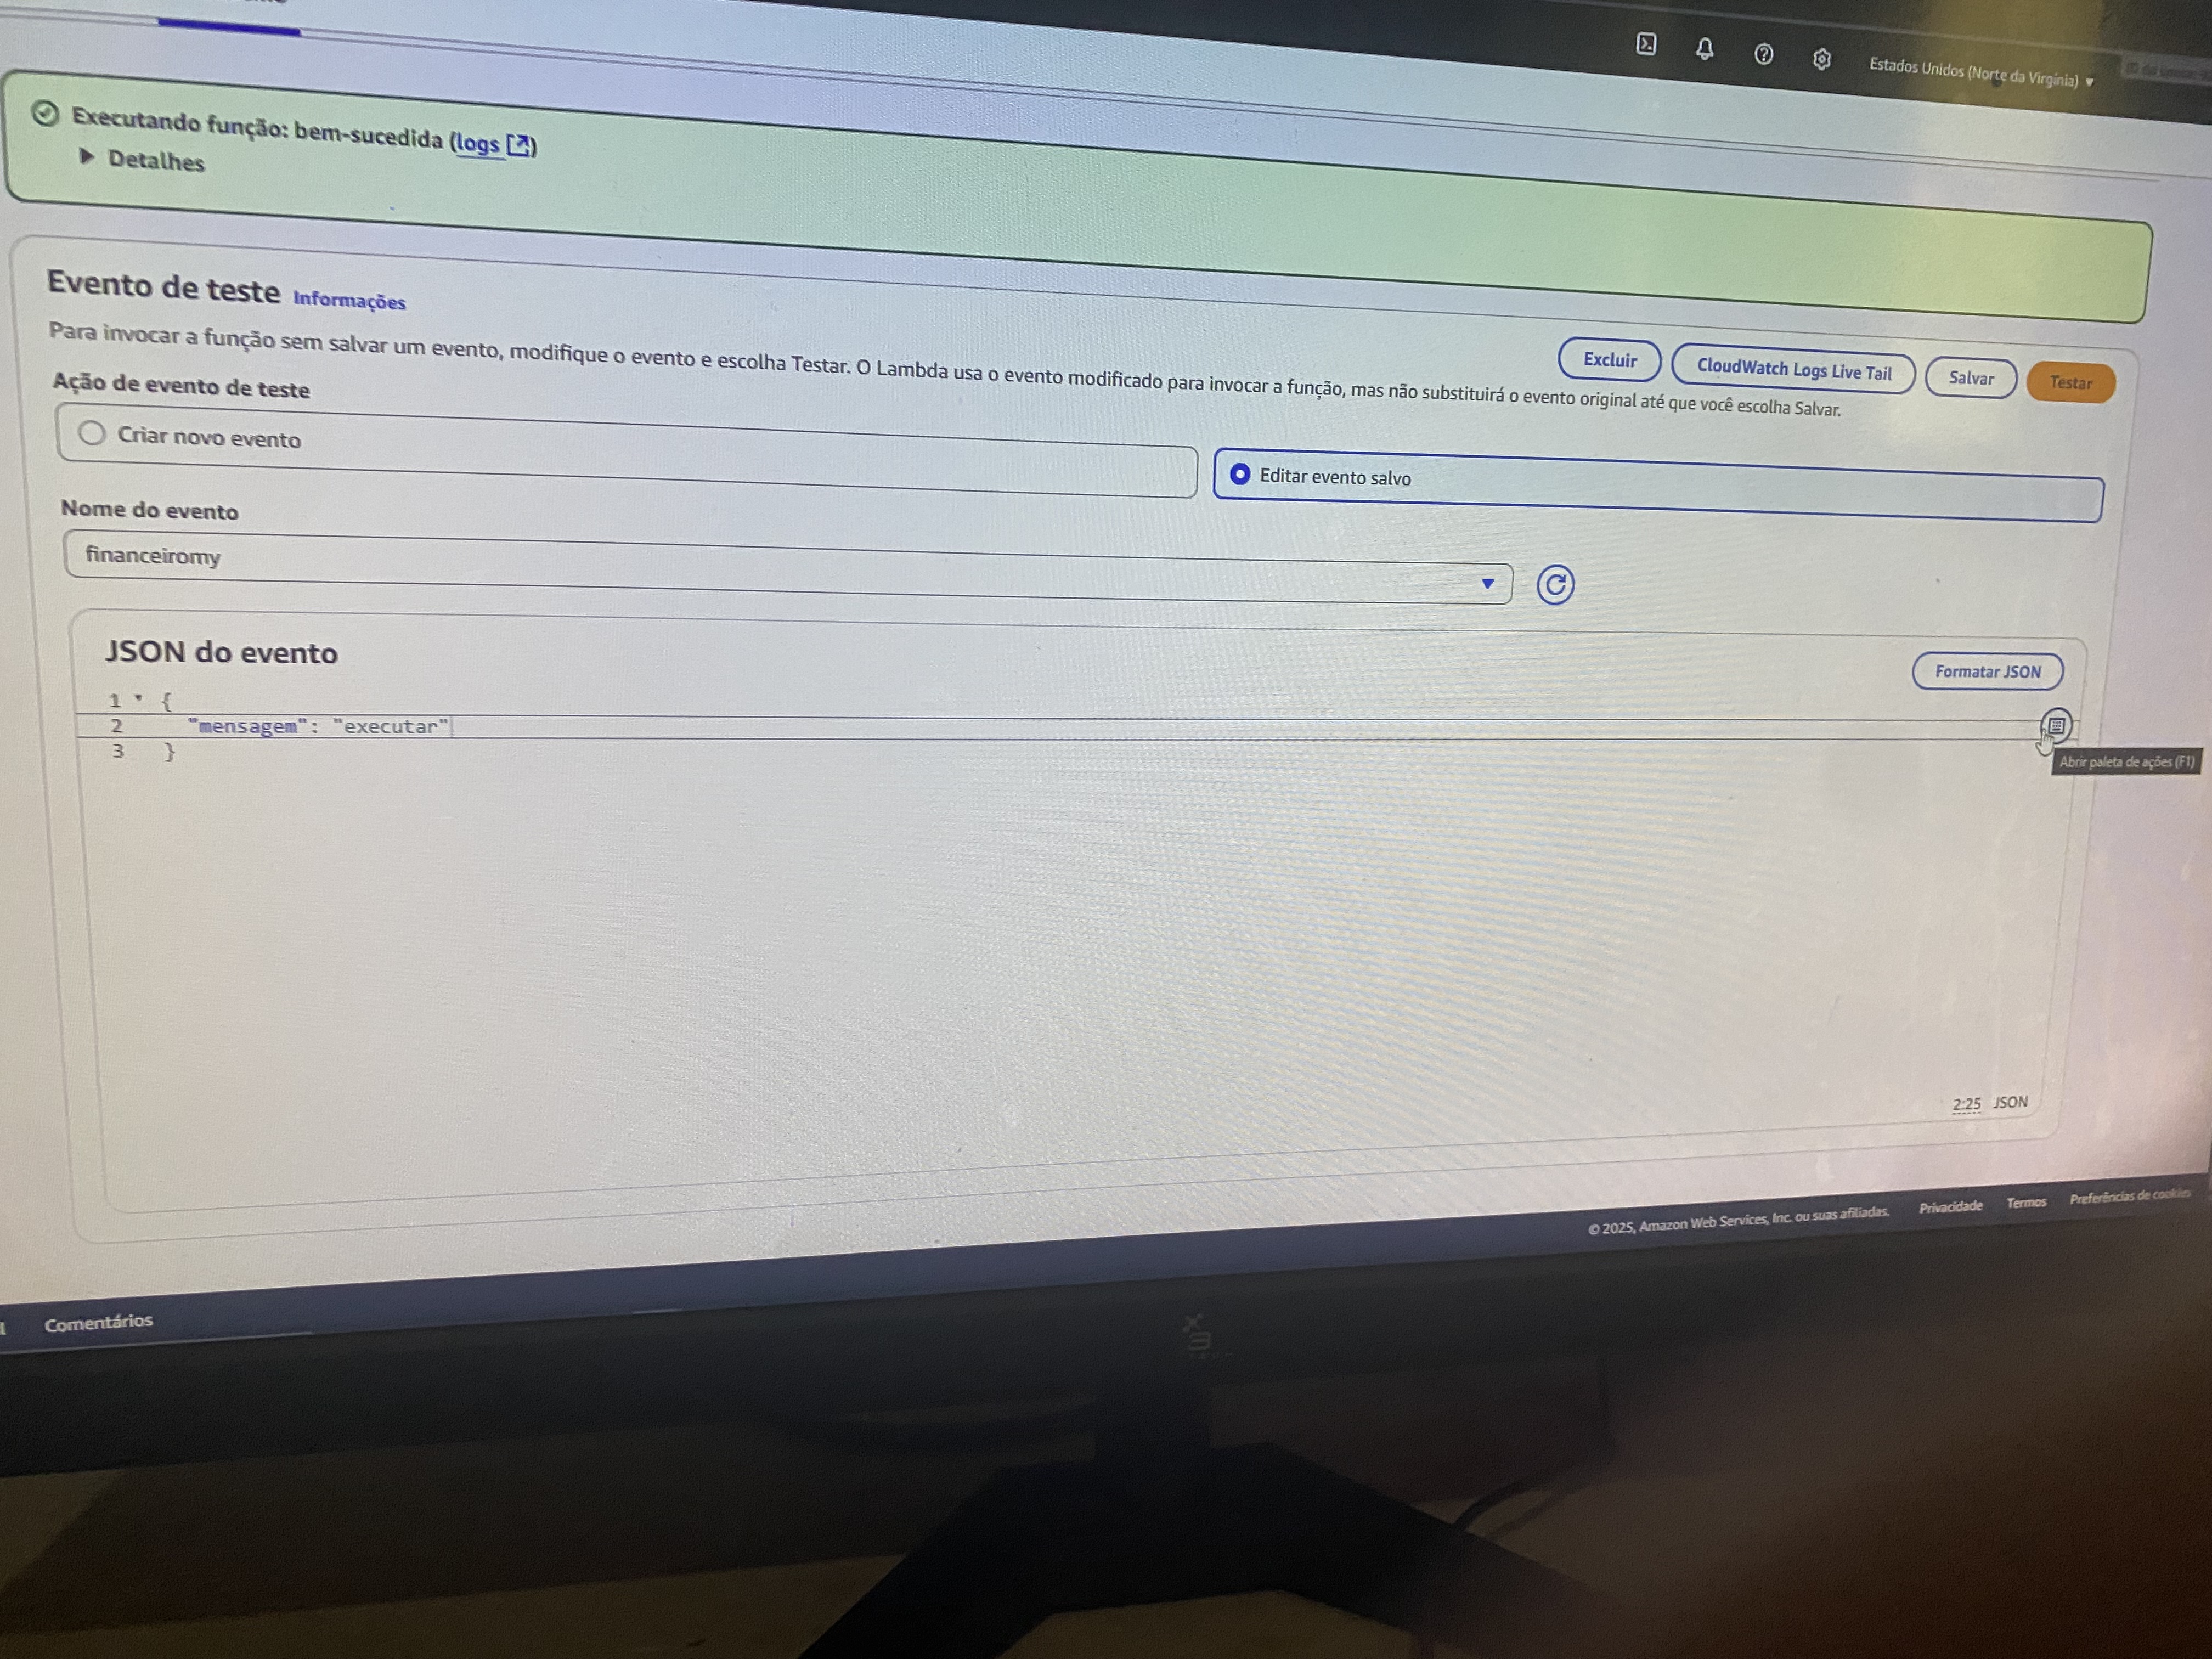 Estados Unidos (Norte da Virgínia)
Executando função: bem-sucedida (logs)
Detalhes
Evento de teste Informações
Excluir CloudWatch Logs Live Tail Salvar Testar
Para invocar a função sem salvar um evento, modifique o evento e escolha Testar. O Lambda usa o evento modificado para invocar a função, mas não substituirá o evento original até que você escolha Salvar.
Ação de evento de teste
Criar novo evento
Editar evento salvo
Nome do evento
financeiromy
JSON do evento
Formatar JSON
1 {
2 "mensagem": "executar"
3 }
Abrir paleta de ações (F1)
2:25 JSON
© 2025, Amazon Web Services, Inc. ou suas afiliadas. Privacidade Termos Preferências de cookies
Comentários